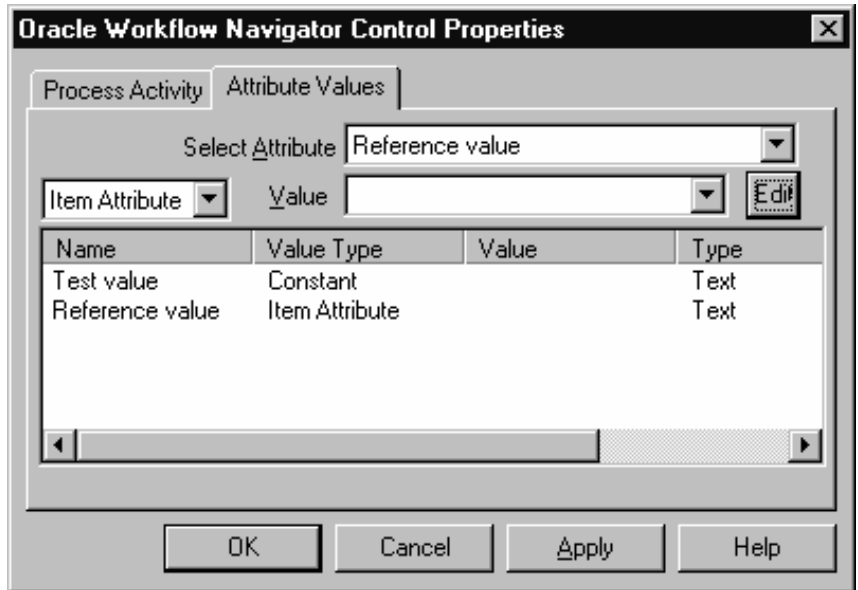 Oracle Workflow Navigator Control Properties
Process Activity Attribute Values
Select Attribute Reference value
Item Attribute Value Edit
Name Value Type Value Type
Test value Constant Text
Reference value Item Attribute Text
OK Cancel Apply Help